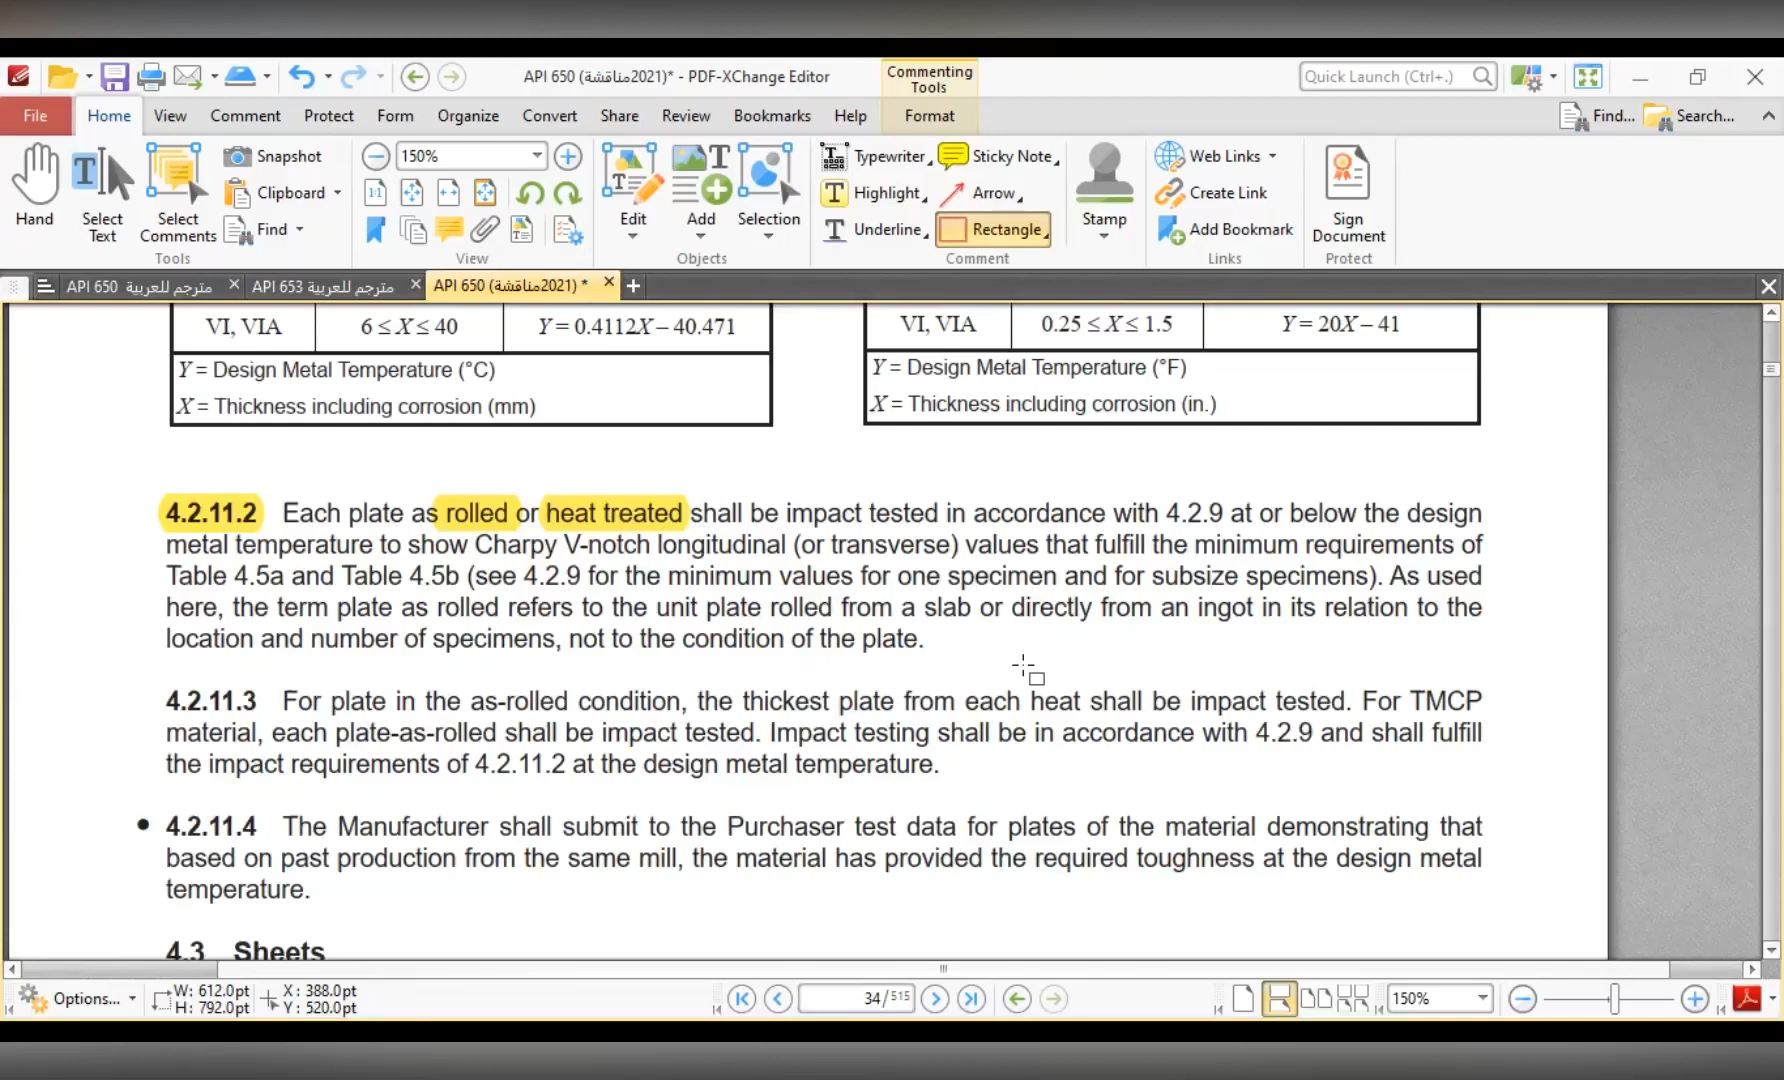 API 650 (مناقشة2021)* - PDF-XChange Editor
Commenting Tools
Quick Launch (Ctrl+.)
File Home View Comment Protect Form Organize Convert Share Review Bookmarks Help Format Find... Search...
Hand
Select Text
Select Comments
Snapshot
Clipboard
Find
Tools
150%
View
Edit
Add
Selection
Objects
Typewriter
Highlight
Underline
Sticky Note
Arrow
Rectangle
Comment
Stamp
Web Links
Create Link
Add Bookmark
Links
Sign Document
Protect
API 650 مترجم للعربية
API 653 مترجم للعربية
API 650 (مناقشة2021) *
VI, VIA 6 ≤ X ≤ 40 Y = 0.4112X – 40.471
Y = Design Metal Temperature (°C)
X = Thickness including corrosion (mm)
VI, VIA 0.25 ≤ X ≤ 1.5 Y = 20X – 41
Y = Design Metal Temperature (°F)
X = Thickness including corrosion (in.)
4.2.11.2 Each plate as rolled or heat treated shall be impact tested in accordance with 4.2.9 at or below the design
metal temperature to show Charpy V-notch longitudinal (or transverse) values that fulfill the minimum requirements of
Table 4.5a and Table 4.5b (see 4.2.9 for the minimum values for one specimen and for subsize specimens). As used
here, the term plate as rolled refers to the unit plate rolled from a slab or directly from an ingot in its relation to the
location and number of specimens, not to the condition of the plate.
4.2.11.3 For plate in the as-rolled condition, the thickest plate from each heat shall be impact tested. For TMCP
material, each plate-as-rolled shall be impact tested. Impact testing shall be in accordance with 4.2.9 and shall fulfill
the impact requirements of 4.2.11.2 at the design metal temperature.
• 4.2.11.4 The Manufacturer shall submit to the Purchaser test data for plates of the material demonstrating that
based on past production from the same mill, the material has provided the required toughness at the design metal
temperature.
4.3 Sheets
Options...
W: 612.0pt
H: 792.0pt
X: 388.0pt
Y: 520.0pt
34/515
150%